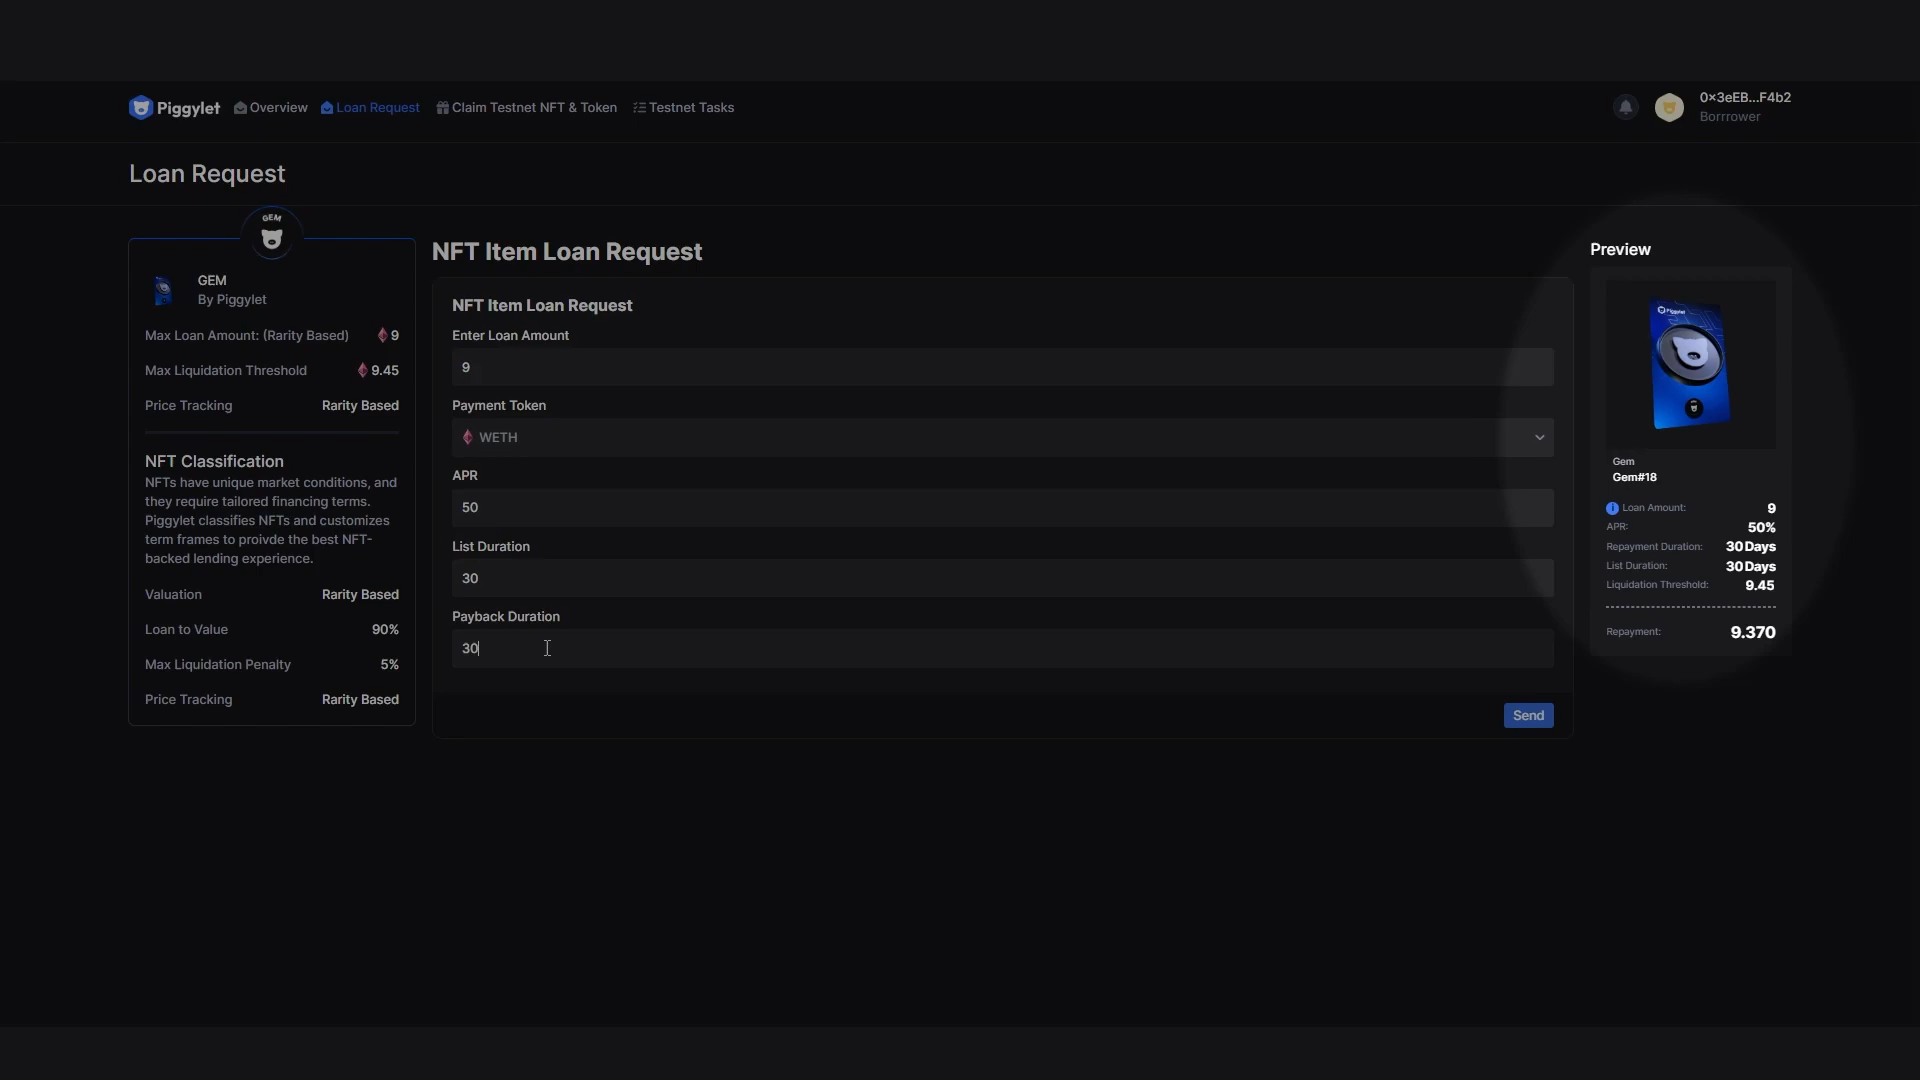 Piggylet Overview Loan Request Claim Testnet NFT & Token Testnet Tasks
0x3eEB...F4b2
Borrrower
Loan Request
GEM
GEM
By Piggylet
Max Loan Amount: (Rarity Based) 9
Max Liquidation Threshold 9.45
Price Tracking Rarity Based
NFT Classification
NFTs have unique market conditions, and
they require tailored financing terms.
Piggylet classifies NFTs and customizes
term frames to proivde the best NFT-
backed lending experience.
Valuation Rarity Based
Loan to Value 90%
Max Liquidation Penalty 5%
Price Tracking Rarity Based
NFT Item Loan Request
NFT Item Loan Request
Enter Loan Amount
9
Payment Token
WETH
APR
50
List Duration
30
Payback Duration
30
Send
Preview
Piggylet
Gem
Gem#18
i Loan Amount: 9
APR: 50%
Repayment Duration: 30 Days
List Duration: 30 Days
Liquidation Threshold: 9.45
Repayment: 9.370